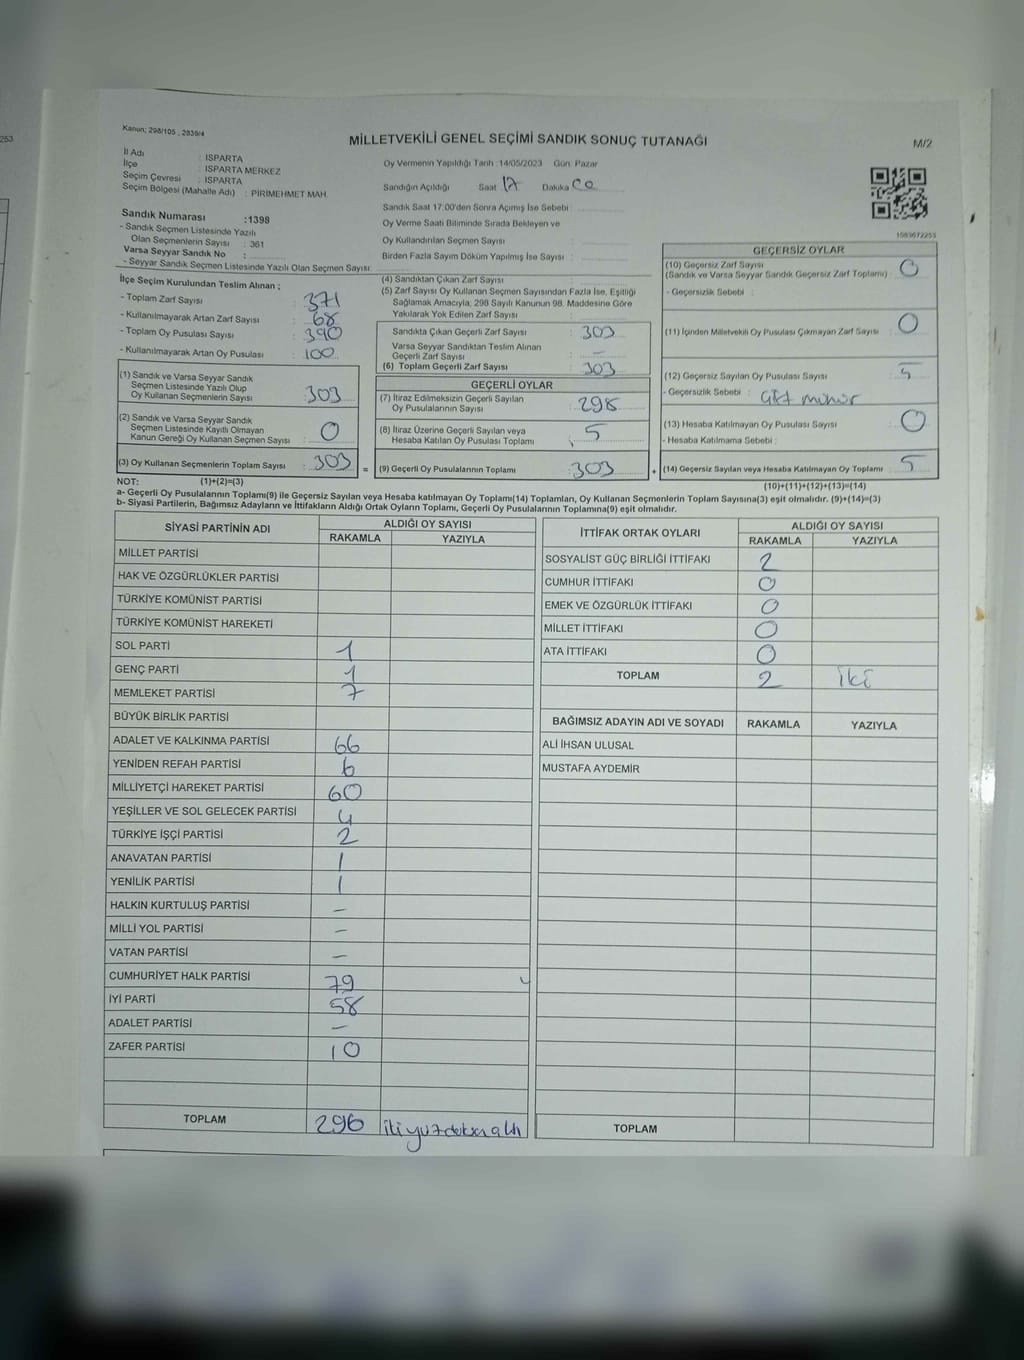 253
Kanun: 298/105 , 2839/4
MİLLETVEKİLİ GENEL SEÇİMİ SANDIK SONUÇ TUTANAĞI
M/2
İl Adı : ISPARTA
İlçe : ISPARTA MERKEZ
Seçim Çevresi : ISPARTA
Seçim Bölgesi (Mahalle Adı) : PİRİMEHMET MAH.
Oy Vermenin Yapıldığı Tarih :14/05/2023 Gün: Pazar
Sandığın Açıldığı Saat 17 Dakika 00
Sandık Saat 17:00'den Sonra Açımış İse Sebebi :
Oy Verme Saati Bitiminde Sırada Bekleyen ve
Oy Kullandırılan Seçmen Sayısı
Birden Fazla Sayım Döküm Yapılmış İse Sayısı :
1583672253
Sandık Numarası :1398
- Sandık Seçmen Listesinde Yazılı
Olan Seçmenlerin Sayısı : 361
Varsa Seyyar Sandık No :
- Seyyar Sandık Seçmen Listesinde Yazılı Olan Seçmen Sayısı:
İlçe Seçim Kurulundan Teslim Alınan ;
- Toplam Zarf Sayısı : 371
- Kullanılmayarak Artan Zarf Sayısı : 68
- Toplam Oy Pusulası Sayısı : 390
- Kullanılmayarak Artan Oy Pusulası : 100
(1) Sandık ve Varsa Seyyar Sandık
Seçmen Listesinde Yazılı Olup
Oy Kullanan Seçmenlerin Sayısı : 303
(2) Sandık ve Varsa Seyyar Sandık
Seçmen Listesinde Kayıtlı Olmayan
Kanun Gereği Oy Kullanan Seçmen Sayısı : 0
(3) Oy Kullanan Seçmenlerin Toplam Sayısı : 303 =
(4) Sandıktan Çıkan Zarf Sayısı :
(5) Zarf Sayısı Oy Kullanan Seçmen Sayısından Fazla İse, Eşitliği
Sağlamak Amacıyla, 298 Sayılı Kanunun 98. Maddesine Göre
Yakılarak Yok Edilen Zarf Sayısı :
Sandıkta Çıkan Geçerli Zarf Sayısı : 303
Varsa Seyyar Sandıktan Teslim Alınan
Geçerli Zarf Sayısı : -
(6) Toplam Geçerli Zarf Sayısı : 303
GEÇERLİ OYLAR
(7) İtiraz Edilmeksizin Geçerli Sayılan
Oy Pusulalarının Sayısı : 298
(8) İtiraz Üzerine Geçerli Sayılan veya
Hesaba Katılan Oy Pusulası Toplamı : 5
(9) Geçerli Oy Pusulalarının Toplamı : 303 +
GEÇERSİZ OYLAR
(10) Geçersiz Zarf Sayısı : 0
(Sandık ve Varsa Seyyar Sandık Geçersiz Zarf Toplamı)
- Geçersizlik Sebebi :
(11) İçinden Milletvekili Oy Pusulası Çıkmayan Zarf Sayısı : 0
(12) Geçersiz Sayılan Oy Pusulası Sayısı : 5
- Geçersizlik Sebebi :
(13) Hesaba Katılmayan Oy Pusulası Sayısı : 0
- Hesaba Katılmama Sebebi :
(14) Geçersiz Sayılan veya Hesaba Katılmayan Oy Toplamı : 5
NOT: (1)+(2)=(3)
(10)+(11)+(12)+(13)=(14)
a- Geçerli Oy Pusulalarının Toplamı(9) ile Geçersiz Sayılan veya Hesaba katılmayan Oy Toplamı(14) Toplamları, Oy Kullanan Seçmenlerin Toplam Sayısına(3) eşit olmalıdır. (9)+(14)=(3)
b- Siyasi Partilerin, Bağımsız Adayların ve İttifakların Aldığı Ortak Oyların Toplamı, Geçerli Oy Pusulalarının Toplamına(9) eşit olmalıdır.
SİYASİ PARTİNİN ADI ALDIĞI OY SAYISI
RAKAMLA YAZIYLA
MİLLET PARTİSİ
HAK VE ÖZGÜRLÜKLER PARTİSİ
TÜRKİYE KOMÜNİST PARTİSİ
TÜRKİYE KOMÜNİST HAREKETİ
SOL PARTİ 1
GENÇ PARTİ 1
MEMLEKET PARTİSİ 7
BÜYÜK BİRLİK PARTİSİ
ADALET VE KALKINMA PARTİSİ 66
YENİDEN REFAH PARTİSİ 6
MİLLİYETÇİ HAREKET PARTİSİ 60
YEŞİLLER VE SOL GELECEK PARTİSİ 4
TÜRKİYE İŞÇİ PARTİSİ 2
ANAVATAN PARTİSİ 1
YENİLİK PARTİSİ 1
HALKIN KURTULUŞ PARTİSİ -
MİLLİ YOL PARTİSİ -
VATAN PARTİSİ -
CUMHURİYET HALK PARTİSİ 79
İYİ PARTİ 58
ADALET PARTİSİ -
ZAFER PARTİSİ 10
TOPLAM 296
İTTİFAK ORTAK OYLARI ALDIĞI OY SAYISI
RAKAMLA YAZIYLA
SOSYALİST GÜÇ BİRLİĞİ İTTİFAKI 2
CUMHUR İTTİFAKI 0
EMEK VE ÖZGÜRLÜK İTTİFAKI 0
MİLLET İTTİFAKI 0
ATA İTTİFAKI 0
TOPLAM 2 iki
BAĞIMSIZ ADAYIN ADI VE SOYADI RAKAMLA YAZIYLA
ALİ İHSAN ULUSAL
MUSTAFA AYDEMİR
TOPLAM